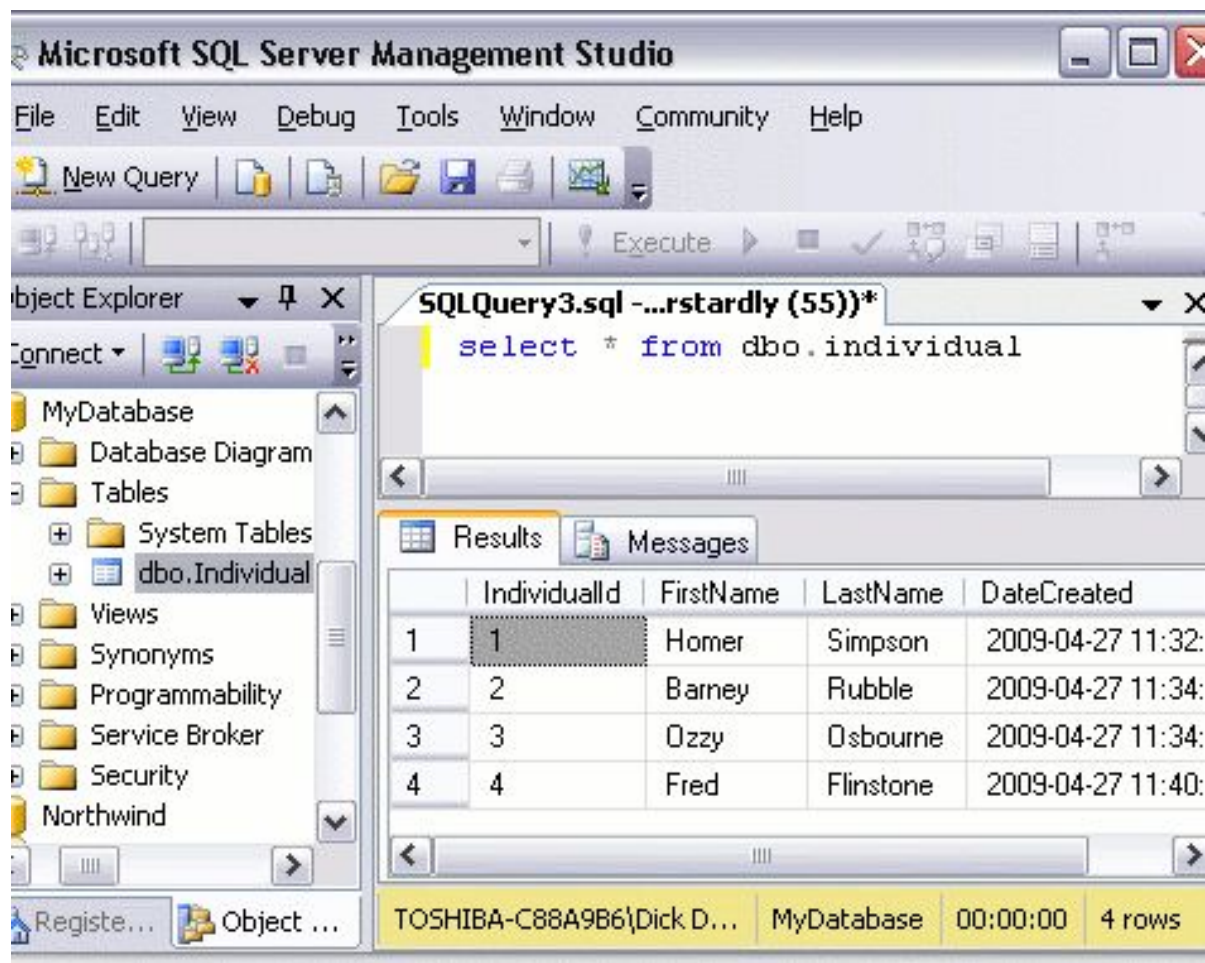 Microsoft SQL Server Management Studio
File Edit View Debug Tools Window Community Help
New Query
Execute
bject Explorer
Connect
SQLQuery3.sql -...rstardly (55))*
select * from dbo.individual
MyDatabase
Database Diagram
Tables
System Tables
dbo.Individual
Views
Synonyms
Programmability
Service Broker
Security
Northwind
Results Messages
IndividualId FirstName LastName DateCreated
1 1 Homer Simpson 2009-04-27 11:32:
2 2 Barney Rubble 2009-04-27 11:34:
3 3 Ozzy Osbourne 2009-04-27 11:34:
4 4 Fred Flinstone 2009-04-27 11:40:
Registe... Object ...
TOSHIBA-C88A9B6\Dick D... MyDatabase 00:00:00 4 rows